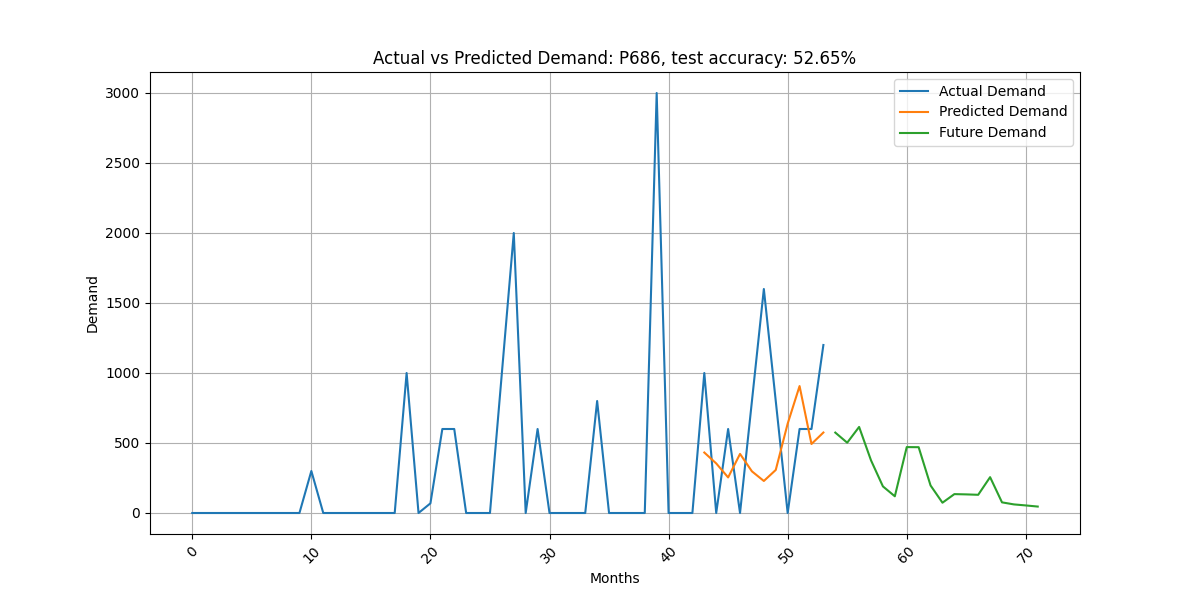 Actual vs Predicted Demand: P686, test accuracy: 52.65%
Actual Demand
Predicted Demand
Future Demand
3000
2500
2000
1500
1000
500
0
Demand
0 10 20 30 40 50 60 70
Months